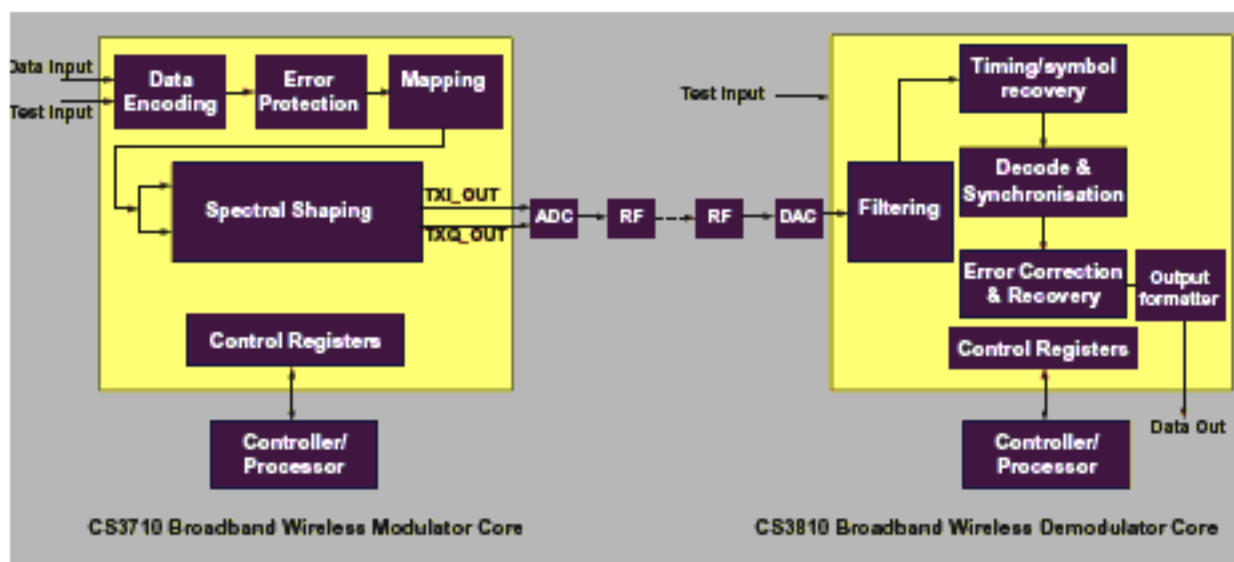 Data Input
Test Input
Data
Encoding
Error
Protection
Mapping
Spectral Shaping
TXI_OUT
TXQ_OUT
Control Registers
Controller/
Processor
CS3710 Broadband Wireless Modulator Core
ADC
RF
RF
DAC
Test Input
Filtering
Timing/symbol
recovery
Decode &
Synchronisation
Error Correction
& Recovery
Output
formatter
Control Registers
Controller/
Processor
Data Out
CS3810 Broadband Wireless Demodulator Core